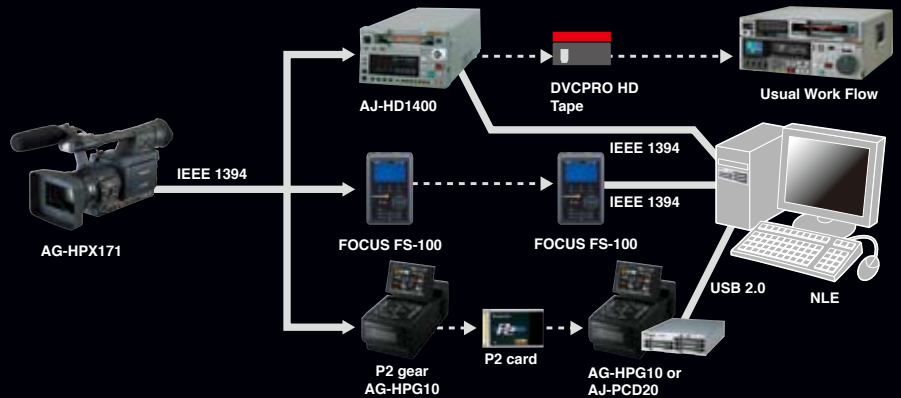 AJ-HD1400
DVCPRO HD
Tape
Usual Work Flow
IEEE 1394
IEEE 1394
IEEE 1394
AG-HPX171
FOCUS FS-100
FOCUS FS-100
USB 2.0
NLE
P2 card
P2 gear
AG-HPG10
AG-HPG10 or
AJ-PCD20